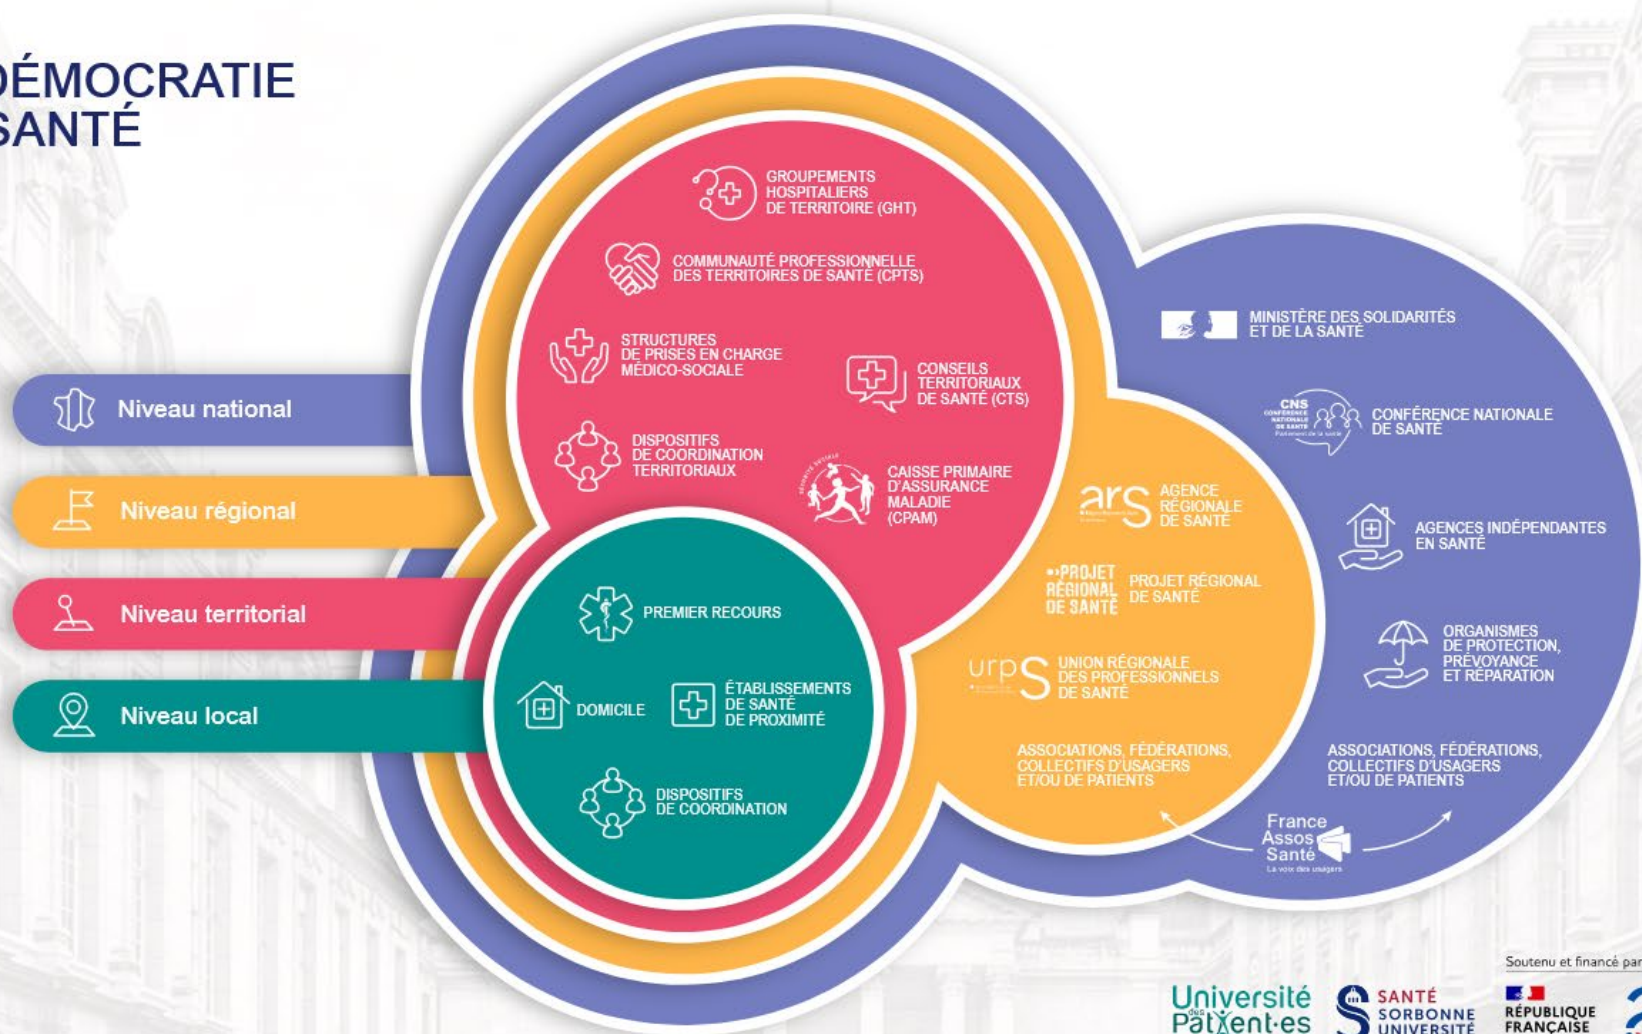 DÉMOCRATIE
SANTÉ
GROUPEMENTS
HOSPITALIERS
DE TERRITOIRE (GHT)
COMMUNAUTÉ PROFESSIONNELLE
DES TERRITOIRES DE SANTÉ (CPTS)
STRUCTURES
DE PRISES EN CHARGE
MÉDICO-SOCIALE
CONSEILS
TERRITORIAUX
DE SANTÉ (CTS)
DISPOSITIFS
DE COORDINATION
TERRITORIAUX
SÉCURITÉ SOCIALE
CAISSE PRIMAIRE
D'ASSURANCE
MALADIE
(CPAM)
Niveau national
Niveau régional
Niveau territorial
Niveau local
PREMIER RECOURS
DOMICILE
ÉTABLISSEMENTS
DE SANTÉ
DE PROXIMITÉ
DISPOSITIFS
DE COORDINATION
ars
AGENCE
RÉGIONALE
DE SANTÉ
PROJET
RÉGIONAL
DE SANTÉ
PROJET RÉGIONAL
DE SANTÉ
urpS
UNION RÉGIONALE
DES PROFESSIONNELS
DE SANTÉ
ASSOCIATIONS, FÉDÉRATIONS,
COLLECTIFS D'USAGERS
ET/OU DE PATIENTS
MINISTÈRE DES SOLIDARITÉS
ET DE LA SANTÉ
CNS
CONFÉRENCE
NATIONALE
DE SANTÉ
CONFÉRENCE NATIONALE
DE SANTÉ
AGENCES INDÉPENDANTES
EN SANTÉ
ORGANISMES
DE PROTECTION,
PRÉVOYANCE
ET RÉPARATION
ASSOCIATIONS, FÉDÉRATIONS,
COLLECTIFS D'USAGERS
ET/OU DE PATIENTS
France
Assos
Santé
La voix des usagers
Soutenu et financé par
Université
des
Patient·es
SANTÉ
SORBONNE
UNIVERSITÉ
RÉPUBLIQUE
FRANÇAISE